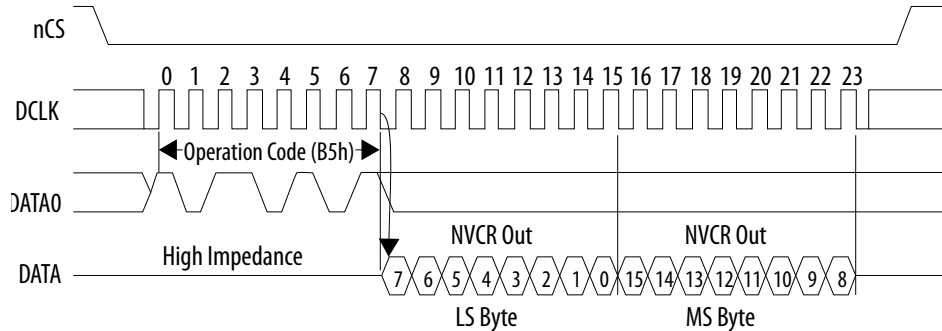 nCS
0 1 2 3 4 5 6 7 8 9 10 11 12 13 14 15 16 17 18 19 20 21 22 23
DCLK
Operation Code (B5h)
DATA0
NVCR Out NVCR Out
High Impedance
DATA
7 6 5 4 3 2 1 0 15 14 13 12 11 10 9 8
LS Byte MS Byte